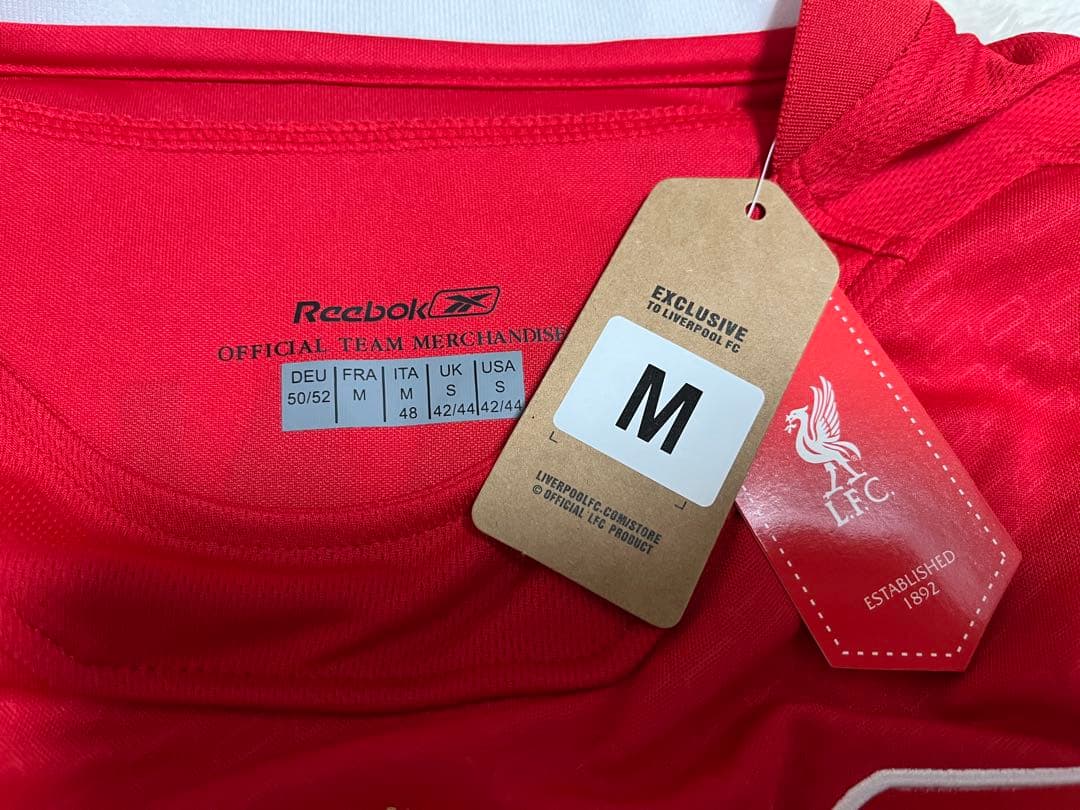 Reebok
OFFICIAL TEAM MERCHANDISE
DEU FRA ITA UK USA
50/52 M M S S
48 42/44 42/44
EXCLUSIVE
TO LIVERPOOL FC
M
LIVERPOOLFC.COM/STORE
© OFFICIAL LFC PRODUCT
L.F.C.
ESTABLISHED
1892